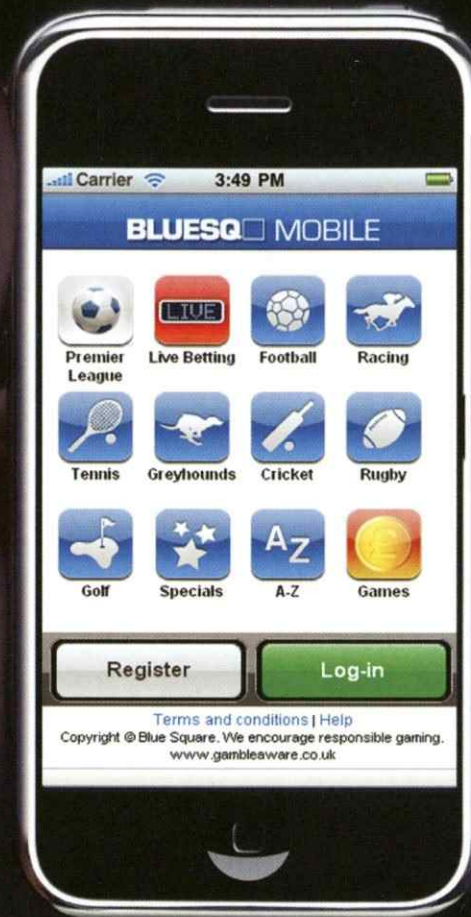 Carrier 3:49 PM
BLUESQ□ MOBILE
Premier League Live Betting Football Racing
Tennis Greyhounds Cricket Rugby
Golf Specials A-Z Games
LIVE
AZ
£
Register Log-in
Terms and conditions | Help
Copyright @ Blue Square. We encourage responsible gaming.
www.gambleaware.co.uk